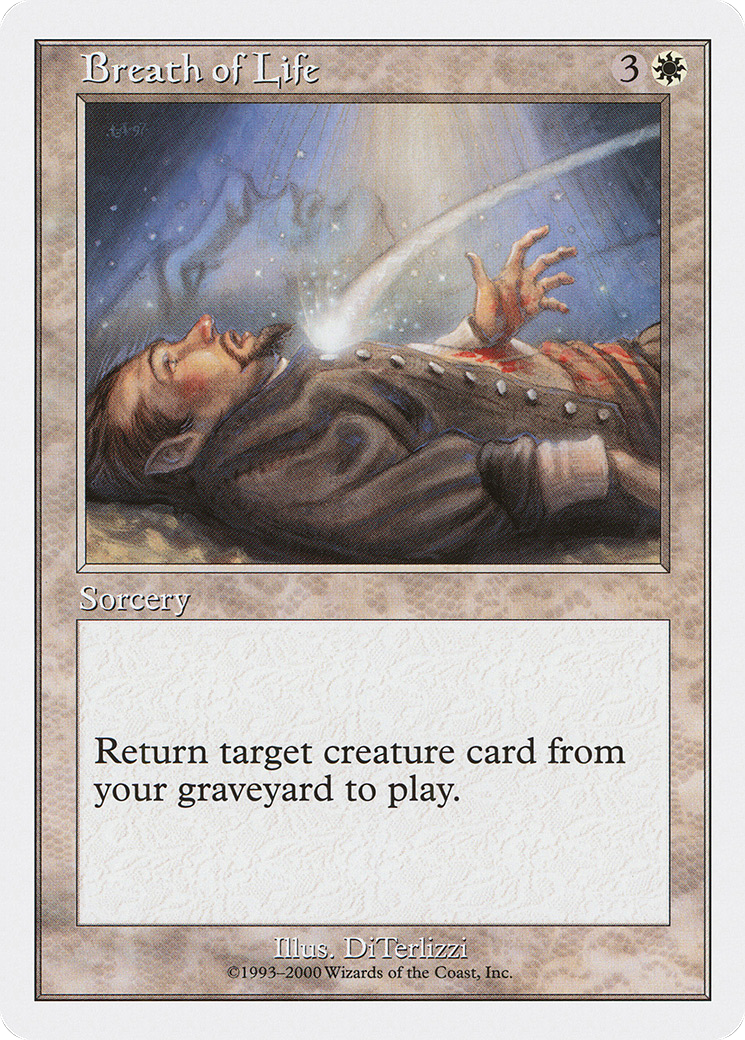 Breath of Life 3
Sorcery
Return target creature card from
your graveyard to play.
Illus. DiTerlizzi
©1993–2000 Wizards of the Coast, Inc.